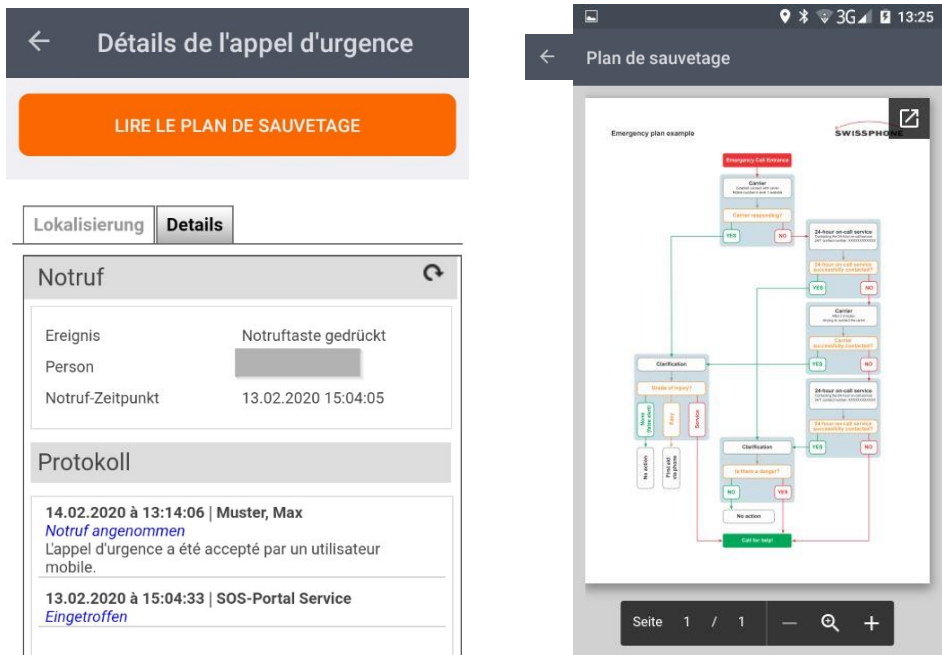 Détails de l'appel d'urgence
LIRE LE PLAN DE SAUVETAGE
Lokalisierung Details
Notruf
Ereignis Notruftaste gedrückt
Person
Notruf-Zeitpunkt 13.02.2020 15:04:05
Protokoll
14.02.2020 à 13:14:06 | Muster, Max
Notruf angenommen
L'appel d'urgence a été accepté par un utilisateur
mobile.
13.02.2020 à 15:04:33 | SOS-Portal Service
Eingetroffen
3G 13:25
Plan de sauvetage
Emergency plan example
SWISSPHONE
Emergency Call Entrance
Carrier
Carrier responding?
YES NO
24-hour on-call service
24-hour on-call service
successfully contacted?
YES NO
Carrier
Carrier
successfully contacted?
YES NO
Clarification
Grade of injury?
None
(false alert)
Easy
Service
No action
First aid
via phone
24-hour on-call service
24-hour on-call service
successfully contacted?
YES NO
Clarification
Is there a danger?
NO YES
No action
Call for help!
Seite 1 / 1